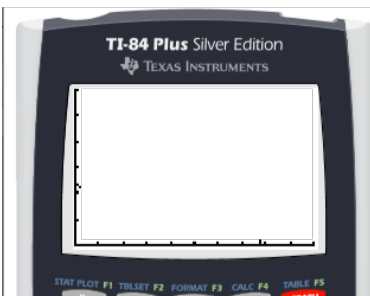 TI-84 Plus Silver Edition
TEXAS INSTRUMENTS
STAT PLOT F1 TBLSET F2 FORMAT F3 CALC F4 TABLE F5